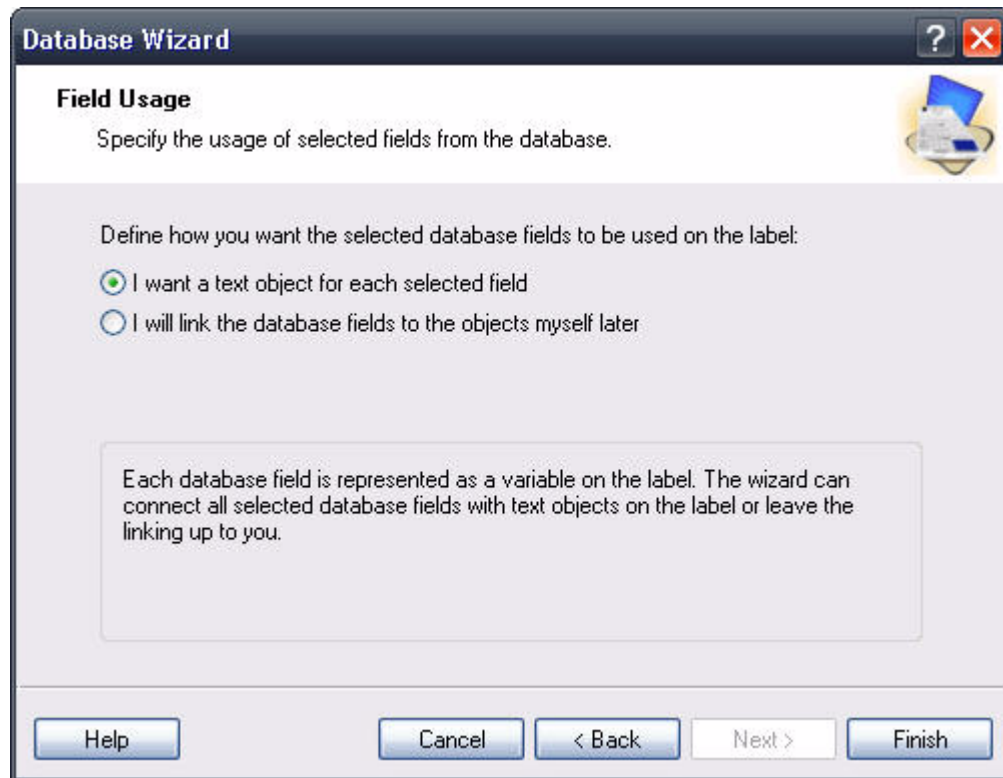 Database Wizard
?
Field Usage
Specify the usage of selected fields from the database.
Define how you want the selected database fields to be used on the label:
I want a text object for each selected field
I will link the database fields to the objects myself later
Each database field is represented as a variable on the label. The wizard can
connect all selected database fields with text objects on the label or leave the
linking up to you.
Help
Cancel
< Back
Next >
Finish